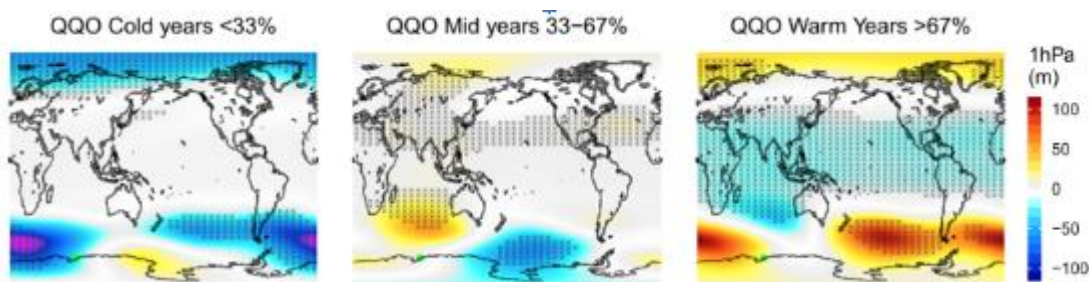 QQO Cold years <33%
QQO Mid years 33−67%
QQO Warm Years >67%
1hPa
(m)
100
50
0
−50
−100